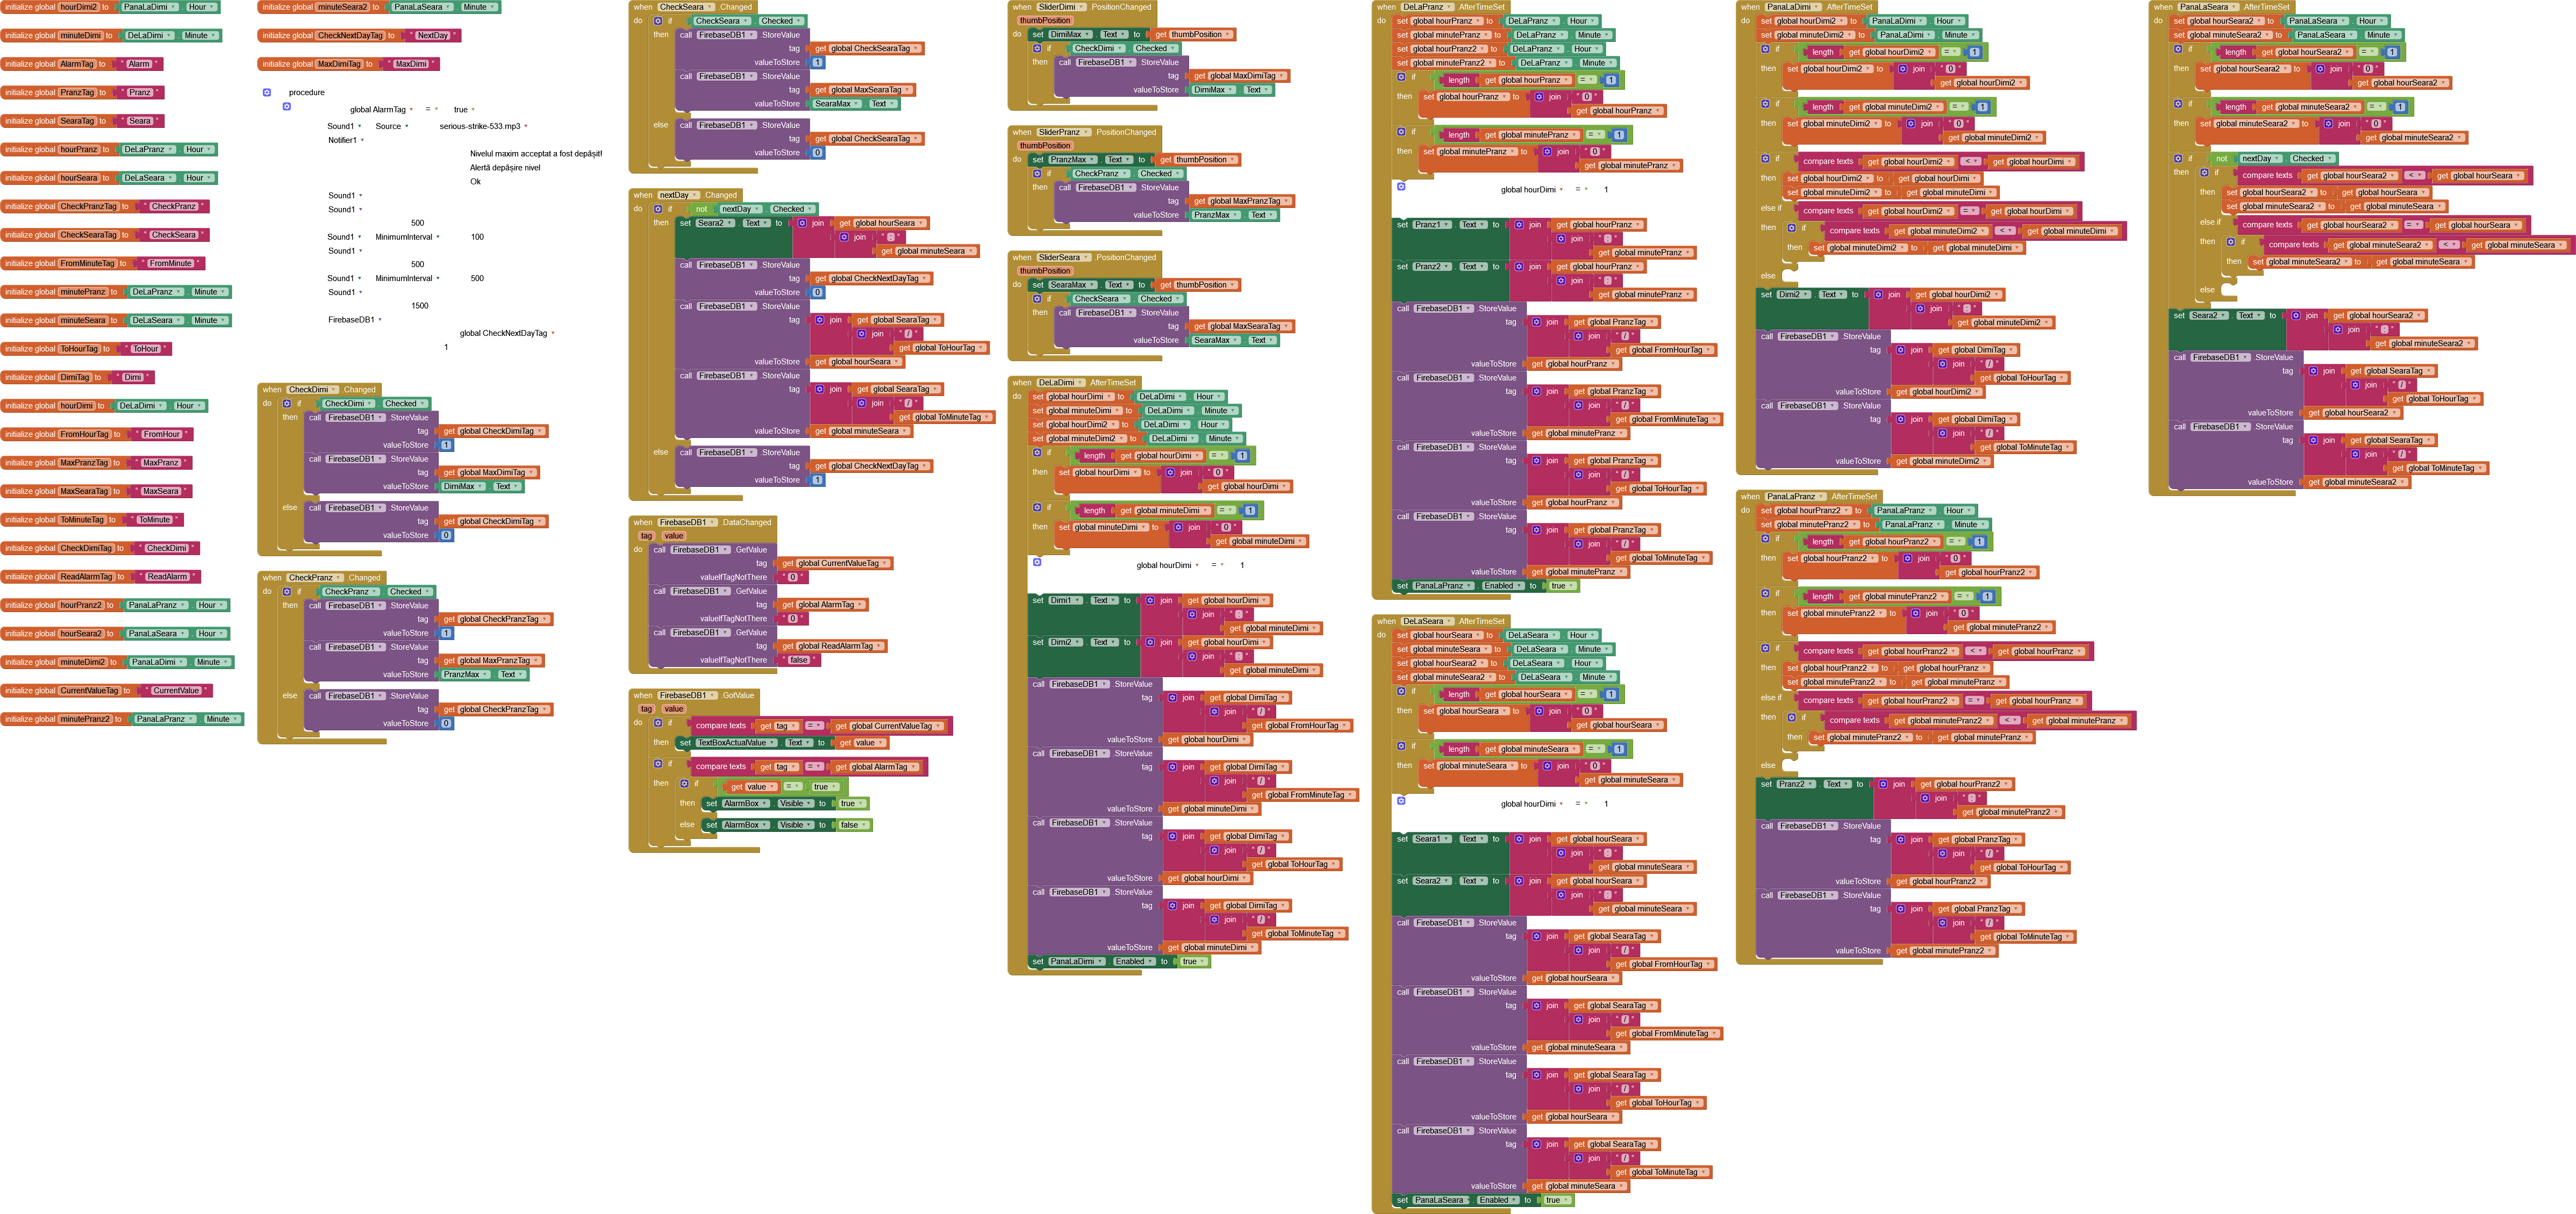 initialize global hourDimi2 to PanaLaDimi . Hour
initialize global minuteDimi to DeLaDimi . Minute
initialize global AlarmTag to " Alarm "
initialize global PranzTag to " Pranz "
initialize global SearaTag to " Seara "
initialize global hourPranz to DeLaPranz . Hour
initialize global hourSeara to DeLaSeara . Hour
initialize global CheckPranzTag to " CheckPranz "
initialize global CheckSearaTag to " CheckSeara "
initialize global FromMinuteTag to " FromMinute "
initialize global minutePranz to DeLaPranz . Minute
initialize global minuteSeara to DeLaSeara . Minute
initialize global ToHourTag to " ToHour "
initialize global DimiTag to " Dimi "
initialize global hourDimi to DeLaDimi . Hour
initialize global FromHourTag to " FromHour "
initialize global MaxPranzTag to " MaxPranz "
initialize global MaxSearaTag to " MaxSeara "
initialize global ToMinuteTag to " ToMinute "
initialize global CheckDimiTag to " CheckDimi "
initialize global ReadAlarmTag to " ReadAlarm "
initialize global hourPranz2 to PanaLaPranz . Hour
initialize global hourSeara2 to PanaLaSeara . Hour
initialize global minuteDimi2 to PanaLaDimi . Minute
initialize global CurrentValueTag to " CurrentValue "
initialize global minutePranz2 to PanaLaPranz . Minute
initialize global minuteSeara2 to PanaLaSeara . Minute
initialize global CheckNextDayTag to " NextDay "
initialize global MaxDimiTag to " MaxDimi "
procedure
global AlarmTag = true
Sound1 Source serious-strike-533.mp3
Notifier1
Nivelul maxim acceptat a fost depășit!
Alertă depășire nivel
Ok
Sound1
Sound1
500
Sound1 MinimumInterval 100
Sound1
500
Sound1 MinimumInterval 500
Sound1
1500
FirebaseDB1
global CheckNextDayTag
1
when CheckDimi .Changed
do if CheckDimi . Checked
then call FirebaseDB1 .StoreValue
tag get global CheckDimiTag
valueToStore 1
call FirebaseDB1 .StoreValue
tag get global MaxDimiTag
valueToStore DimiMax . Text
else call FirebaseDB1 .StoreValue
tag get global CheckDimiTag
valueToStore 0
when CheckPranz .Changed
do if CheckPranz . Checked
then call FirebaseDB1 .StoreValue
tag get global CheckPranzTag
valueToStore 1
call FirebaseDB1 .StoreValue
tag get global MaxPranzTag
valueToStore PranzMax . Text
else call FirebaseDB1 .StoreValue
tag get global CheckPranzTag
valueToStore 0
when CheckSeara .Changed
do if CheckSeara . Checked
then call FirebaseDB1 .StoreValue
tag get global CheckSearaTag
valueToStore 1
call FirebaseDB1 .StoreValue
tag get global MaxSearaTag
valueToStore SearaMax . Text
else call FirebaseDB1 .StoreValue
tag get global CheckSearaTag
valueToStore 0
when nextDay .Changed
do if not nextDay . Checked
then set Seara2 . Text to join get global hourSeara
join " : "
get global minuteSeara
call FirebaseDB1 .StoreValue
tag get global CheckNextDayTag
valueToStore 0
call FirebaseDB1 .StoreValue
tag join get global SearaTag
join " / "
get global ToHourTag
valueToStore get global hourSeara
call FirebaseDB1 .StoreValue
tag join get global SearaTag
join " / "
get global ToMinuteTag
valueToStore get global minuteSeara
else call FirebaseDB1 .StoreValue
tag get global CheckNextDayTag
valueToStore 1
when FirebaseDB1 .DataChanged
tag value
do call FirebaseDB1 .GetValue
tag get global CurrentValueTag
valueIfTagNotThere " 0 "
call FirebaseDB1 .GetValue
tag get global AlarmTag
valueIfTagNotThere " 0 "
call FirebaseDB1 .GetValue
tag get global ReadAlarmTag
valueIfTagNotThere " false "
when FirebaseDB1 .GotValue
tag value
do if compare texts get tag = get global CurrentValueTag
then set TextBoxActualValue . Text to get value
if compare texts get tag = get global AlarmTag
then if get value = true
then set AlarmBox . Visible to true
else set AlarmBox . Visible to false
when SliderDimi .PositionChanged
thumbPosition
do set DimiMax . Text to get thumbPosition
if CheckDimi . Checked
then call FirebaseDB1 .StoreValue
tag get global MaxDimiTag
valueToStore DimiMax . Text
when SliderPranz .PositionChanged
thumbPosition
do set PranzMax . Text to get thumbPosition
if CheckPranz . Checked
then call FirebaseDB1 .StoreValue
tag get global MaxPranzTag
valueToStore PranzMax . Text
when SliderSeara .PositionChanged
thumbPosition
do set SearaMax . Text to get thumbPosition
if CheckSeara . Checked
then call FirebaseDB1 .StoreValue
tag get global MaxSearaTag
valueToStore SearaMax . Text
when DeLaDimi .AfterTimeSet
do set global hourDimi to DeLaDimi . Hour
set global minuteDimi to DeLaDimi . Minute
set global hourDimi2 to DeLaDimi . Hour
set global minuteDimi2 to DeLaDimi . Minute
if length get global hourDimi = 1
then set global hourDimi to join " 0 "
get global hourDimi
if length get global minuteDimi = 1
then set global minuteDimi to join " 0 "
get global minuteDimi
global hourDimi = 1
set Dimi1 . Text to join get global hourDimi
join " : "
get global minuteDimi
set Dimi2 . Text to join get global hourDimi
join " : "
get global minuteDimi
call FirebaseDB1 .StoreValue
tag join get global DimiTag
join " / "
get global FromHourTag
valueToStore get global hourDimi
call FirebaseDB1 .StoreValue
tag join get global DimiTag
join " / "
get global FromMinuteTag
valueToStore get global minuteDimi
call FirebaseDB1 .StoreValue
tag join get global DimiTag
join " / "
get global ToHourTag
valueToStore get global hourDimi
call FirebaseDB1 .StoreValue
tag join get global DimiTag
join " / "
get global ToMinuteTag
valueToStore get global minuteDimi
set PanaLaDimi . Enabled to true
when DeLaPranz .AfterTimeSet
do set global hourPranz to DeLaPranz . Hour
set global minutePranz to DeLaPranz . Minute
set global hourPranz2 to DeLaPranz . Hour
set global minutePranz2 to DeLaPranz . Minute
if length get global hourPranz = 1
then set global hourPranz to join " 0 "
get global hourPranz
if length get global minutePranz = 1
then set global minutePranz to join " 0 "
get global minutePranz
global hourDimi = 1
set Pranz1 . Text to join get global hourPranz
join " : "
get global minutePranz
set Pranz2 . Text to join get global hourPranz
join " : "
get global minutePranz
call FirebaseDB1 .StoreValue
tag join get global PranzTag
join " / "
get global FromHourTag
valueToStore get global hourPranz
call FirebaseDB1 .StoreValue
tag join get global PranzTag
join " / "
get global FromMinuteTag
valueToStore get global minutePranz
call FirebaseDB1 .StoreValue
tag join get global PranzTag
join " / "
get global ToHourTag
valueToStore get global hourPranz
call FirebaseDB1 .StoreValue
tag join get global PranzTag
join " / "
get global ToMinuteTag
valueToStore get global minutePranz
set PanaLaPranz . Enabled to true
when DeLaSeara .AfterTimeSet
do set global hourSeara to DeLaSeara . Hour
set global minuteSeara to DeLaSeara . Minute
set global hourSeara2 to DeLaSeara . Hour
set global minuteSeara2 to DeLaSeara . Minute
if length get global hourSeara = 1
then set global hourSeara to join " 0 "
get global hourSeara
if length get global minuteSeara = 1
then set global minuteSeara to join " 0 "
get global minuteSeara
global hourDimi = 1
set Seara1 . Text to join get global hourSeara
join " : "
get global minuteSeara
set Seara2 . Text to join get global hourSeara
join " : "
get global minuteSeara
call FirebaseDB1 .StoreValue
tag join get global SearaTag
join " / "
get global FromHourTag
valueToStore get global hourSeara
call FirebaseDB1 .StoreValue
tag join get global SearaTag
join " / "
get global FromMinuteTag
valueToStore get global minuteSeara
call FirebaseDB1 .StoreValue
tag join get global SearaTag
join " / "
get global ToHourTag
valueToStore get global hourSeara
call FirebaseDB1 .StoreValue
tag join get global SearaTag
join " / "
get global ToMinuteTag
valueToStore get global minuteSeara
set PanaLaSeara . Enabled to true
when PanaLaDimi .AfterTimeSet
do set global hourDimi2 to PanaLaDimi . Hour
set global minuteDimi2 to PanaLaDimi . Minute
if length get global hourDimi2 = 1
then set global hourDimi2 to join " 0 "
get global hourDimi2
if length get global minuteDimi2 = 1
then set global minuteDimi2 to join " 0 "
get global minuteDimi2
if compare texts get global hourDimi2 < get global hourDimi
then set global hourDimi2 to get global hourDimi
set global minuteDimi2 to get global minuteDimi
else if compare texts get global hourDimi2 = get global hourDimi
then if compare texts get global minuteDimi2 < get global minuteDimi
then set global minuteDimi2 to get global minuteDimi
else
set Dimi2 . Text to join get global hourDimi2
join " : "
get global minuteDimi2
call FirebaseDB1 .StoreValue
tag join get global DimiTag
join " / "
get global ToHourTag
valueToStore get global hourDimi2
call FirebaseDB1 .StoreValue
tag join get global DimiTag
join " / "
get global ToMinuteTag
valueToStore get global minuteDimi2
when PanaLaPranz .AfterTimeSet
do set global hourPranz2 to PanaLaPranz . Hour
set global minutePranz2 to PanaLaPranz . Minute
if length get global hourPranz2 = 1
then set global hourPranz2 to join " 0 "
get global hourPranz2
if length get global minutePranz2 = 1
then set global minutePranz2 to join " 0 "
get global minutePranz2
if compare texts get global hourPranz2 < get global hourPranz
then set global hourPranz2 to get global hourPranz
set global minutePranz2 to get global minutePranz
else if compare texts get global hourPranz2 = get global hourPranz
then if compare texts get global minutePranz2 < get global minutePranz
then set global minutePranz2 to get global minutePranz
else
set Pranz2 . Text to join get global hourPranz2
join " : "
get global minutePranz2
call FirebaseDB1 .StoreValue
tag join get global PranzTag
join " / "
get global ToHourTag
valueToStore get global hourPranz2
call FirebaseDB1 .StoreValue
tag join get global PranzTag
join " / "
get global ToMinuteTag
valueToStore get global minutePranz2
when PanaLaSeara .AfterTimeSet
do set global hourSeara2 to PanaLaSeara . Hour
set global minuteSeara2 to PanaLaSeara . Minute
if length get global hourSeara2 = 1
then set global hourSeara2 to join " 0 "
get global hourSeara2
if length get global minuteSeara2 = 1
then set global minuteSeara2 to join " 0 "
get global minuteSeara2
if not nextDay . Checked
then if compare texts get global hourSeara2 < get global hourSeara
then set global hourSeara2 to get global hourSeara
set global minuteSeara2 to get global minuteSeara
else if compare texts get global hourSeara2 = get global hourSeara
then if compare texts get global minuteSeara2 < get global minuteSeara
then set global minuteSeara2 to get global minuteSeara
else
set Seara2 . Text to join get global hourSeara2
join " : "
get global minuteSeara2
call FirebaseDB1 .StoreValue
tag join get global SearaTag
join " / "
get global ToHourTag
valueToStore get global hourSeara2
call FirebaseDB1 .StoreValue
tag join get global SearaTag
join " / "
get global ToMinuteTag
valueToStore get global minuteSeara2